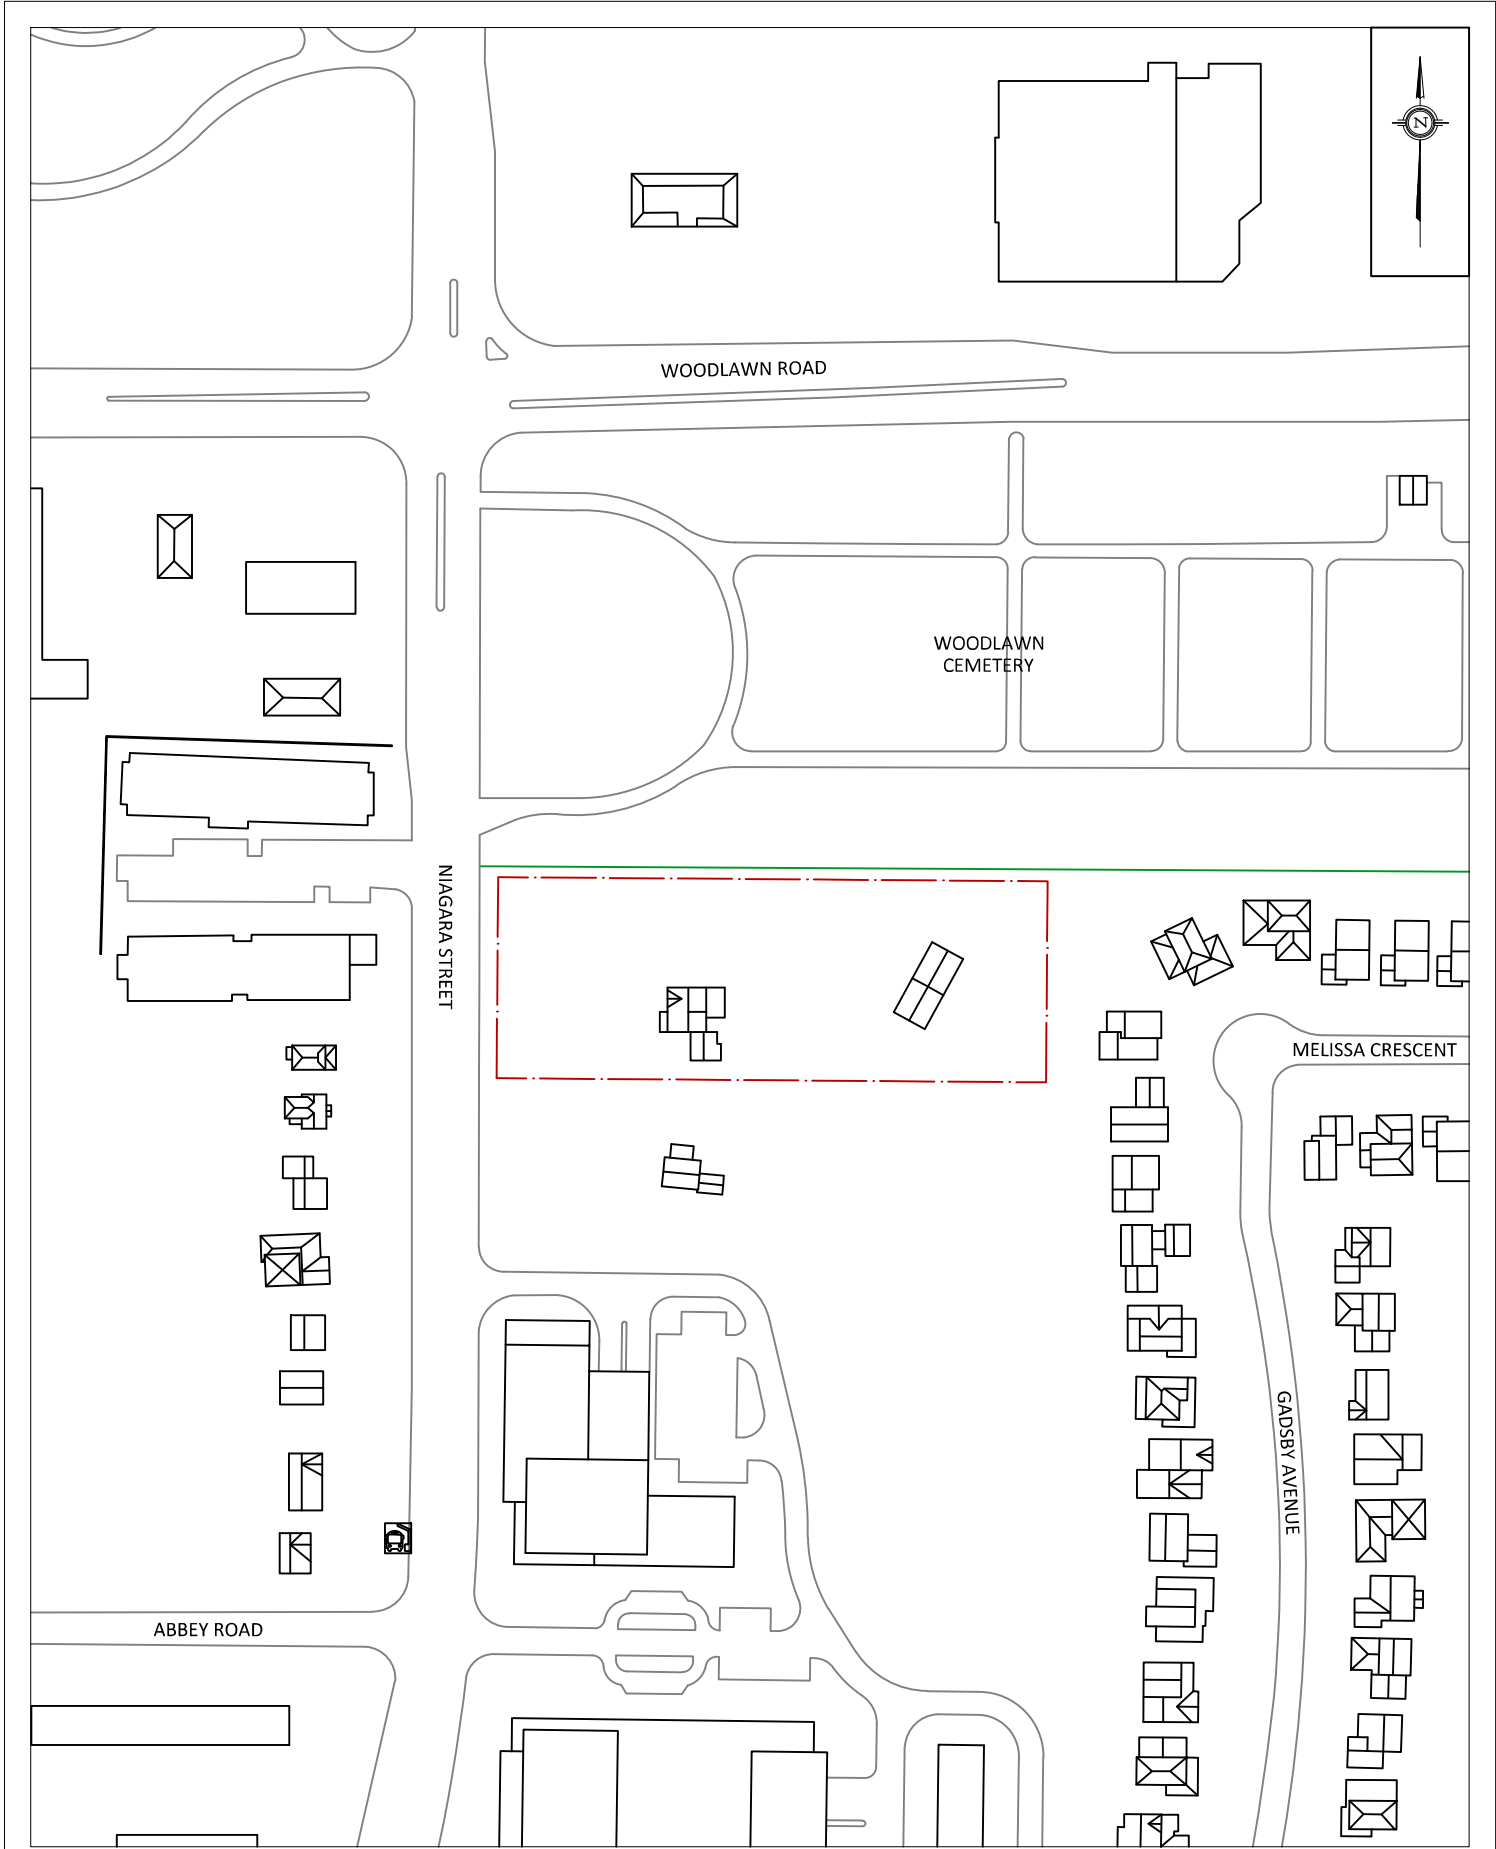 N
WOODLAWN ROAD
WOODLAWN
CEMETERY
NIAGARA STREET
MELISSA CRESCENT
GADSBY AVENUE
ABBEY ROAD